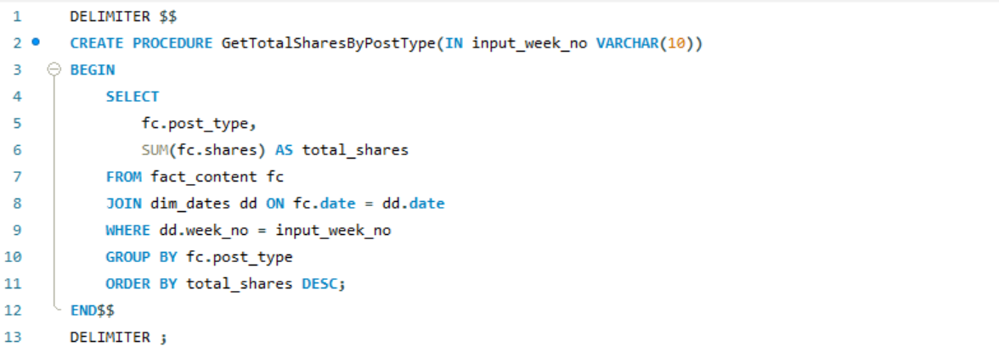 1 DELIMITER $$
2 CREATE PROCEDURE GetTotalSharesByPostType(IN input_week_no VARCHAR(10))
3 BEGIN
4 SELECT
5 fc.post_type,
6 SUM(fc.shares) AS total_shares
7 FROM fact_content fc
8 JOIN dim_dates dd ON fc.date = dd.date
9 WHERE dd.week_no = input_week_no
10 GROUP BY fc.post_type
11 ORDER BY total_shares DESC;
12 END$$
13 DELIMITER ;